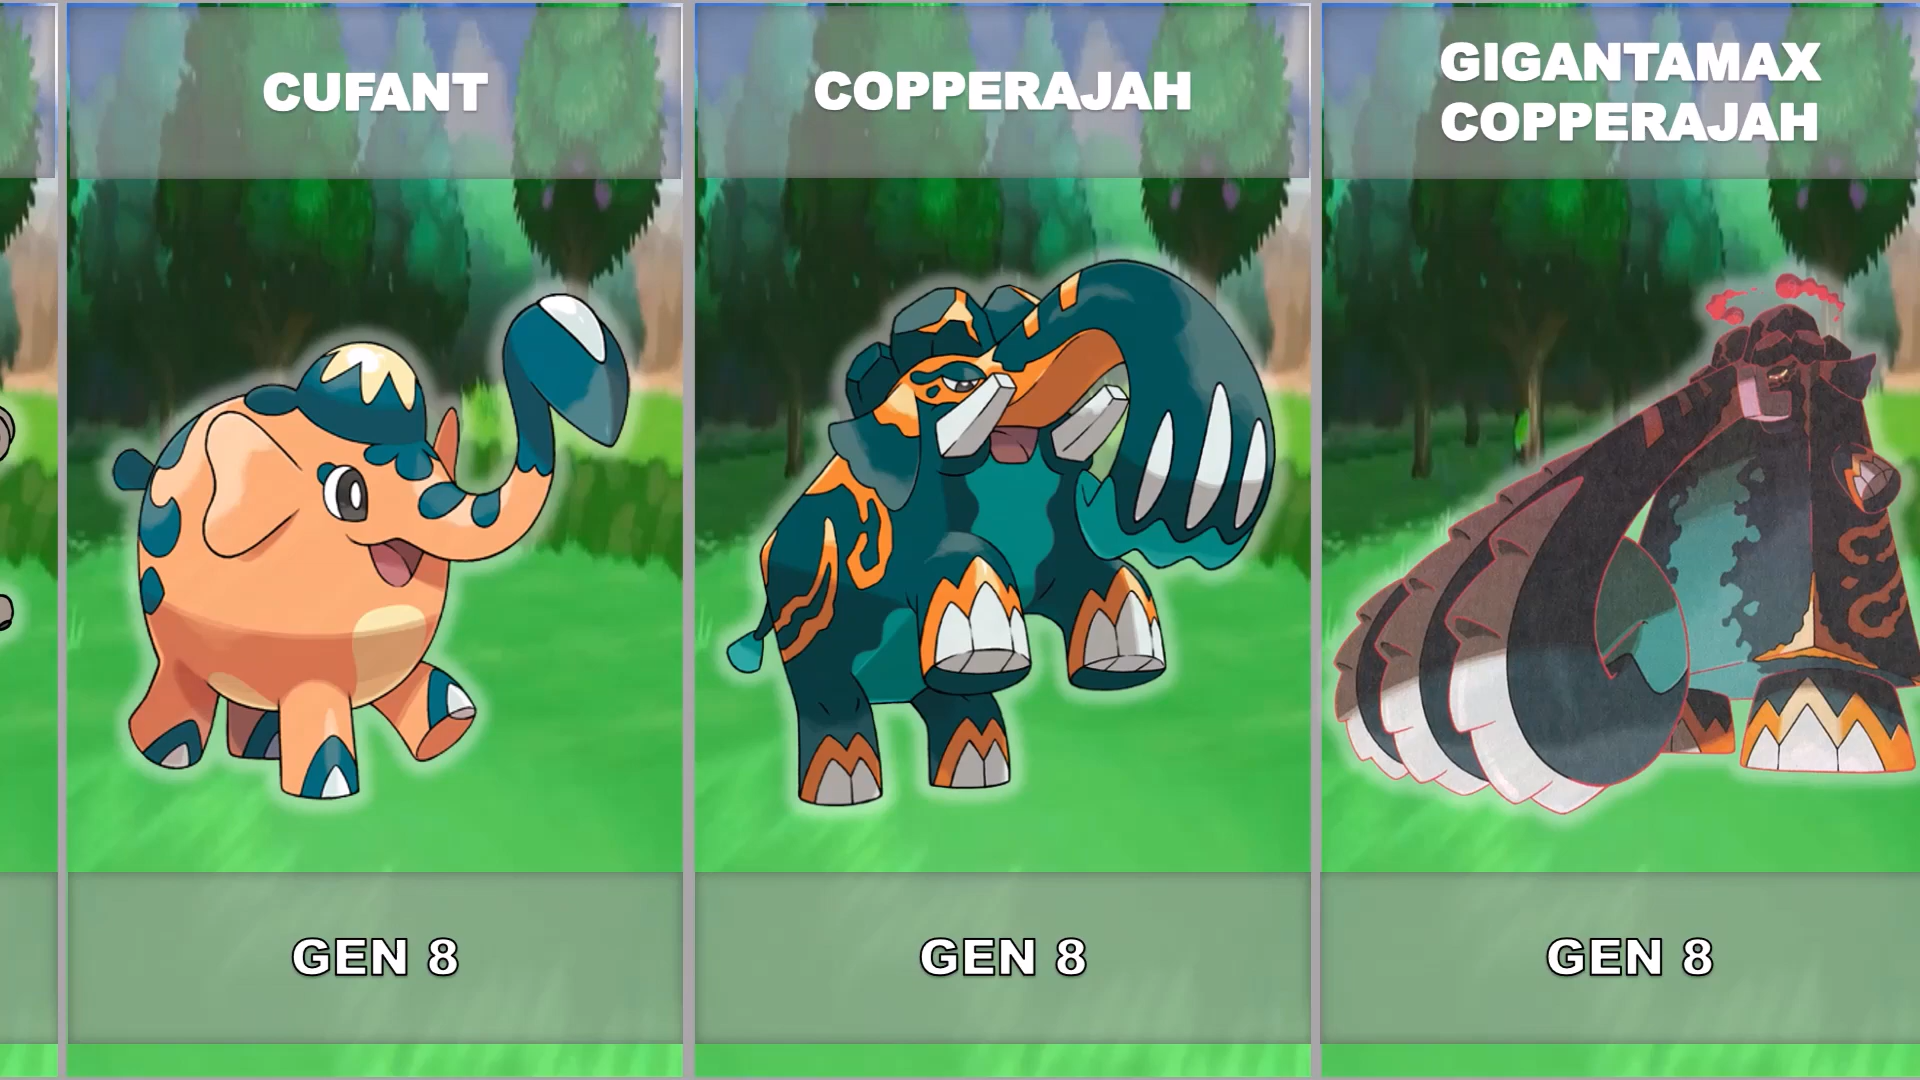 CUFANT
GEN 8
COPPERAJAH
GEN 8
GIGANTAMAX
COPPERAJAH
GEN 8